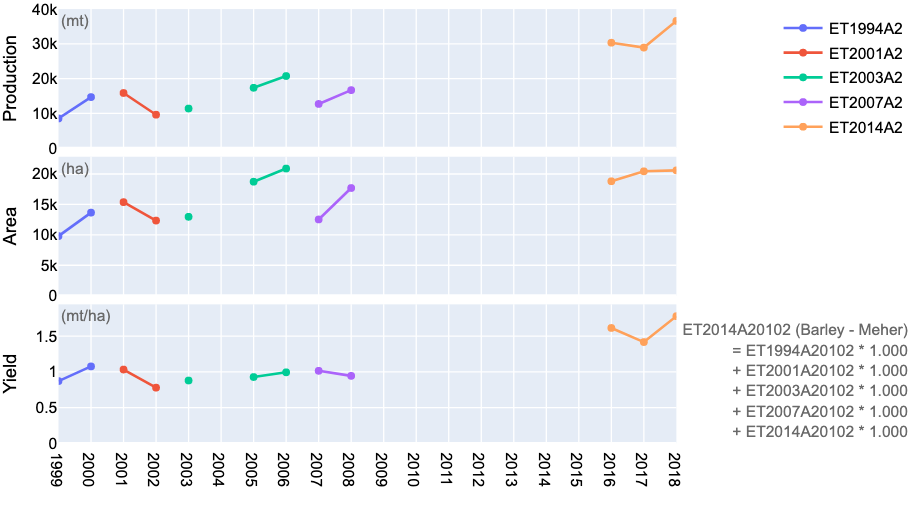 40k
(mt)
30k
20k
10k
0
Production
(ha)
20k
15k
10k
5k
0
Area
(mt/ha)
1.5
1
0.5
0
Yield
1999
2000
2001
2002
2003
2004
2005
2006
2007
2008
2009
2010
2011
2012
2013
2014
2015
2016
2017
2018
ET1994A2
ET2001A2
ET2003A2
ET2007A2
ET2014A2
ET2014A20102 (Barley - Meher)
= ET1994A20102 * 1.000
+ ET2001A20102 * 1.000
+ ET2003A20102 * 1.000
+ ET2007A20102 * 1.000
+ ET2014A20102 * 1.000